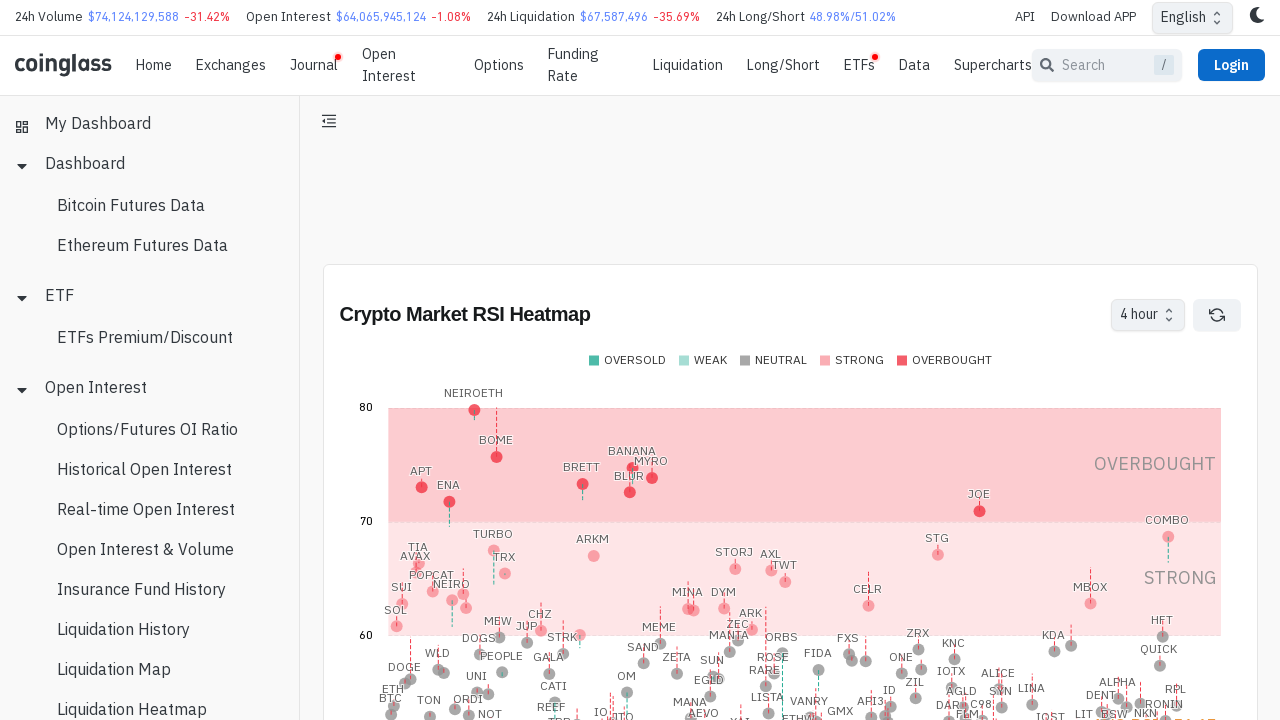 24h Volume $74,124,129,588 -31.42% Open Interest $64,065,945,124 -1.08% 24h Liquidation $67,587,496 -35.69% 24h Long/Short 48.98%/51.02% API Download APP English
coinglass Home Exchanges Journal Open Interest Options Funding Rate Liquidation Long/Short ETFs Data Supercharts Search / Login
My Dashboard
Dashboard
Bitcoin Futures Data
Ethereum Futures Data
ETF
ETFs Premium/Discount
Open Interest
Options/Futures OI Ratio
Historical Open Interest
Real-time Open Interest
Open Interest & Volume
Insurance Fund History
Liquidation History
Liquidation Map
Liquidation Heatmap
Crypto Market RSI Heatmap 4 hour
OVERSOLD WEAK NEUTRAL STRONG OVERBOUGHT
NEIROETH
80
BOME
BANANA
MYRO
OVERBOUGHT
BRETT
APT
BLUR
ENA
JOE
70
COMBO
TURBO
ARKM
STG
TIA
STORJ
AXL
AVAX
TRX
TWT
POPCAT
STRONG
NEIRO
SUI
MINA
DYM
CELR
MBOX
SOL
CHZ
ARK
MEW
HFT
JUP
ZEC
MEME
60
DOGS
STRK
MANTA
ORBS
FXS
ZRX
KDA
KNC
SAND
QUICK
WLD
PEOPLE
GALA
ZETA
SUN
ROSE
FIDA
ONE
DOGE
RARE
IOTX
ALICE
UNI
OM
EGLD
ZIL
ALPHA
ETH
CATI
ID
AGLD
SYN
LINA
RPL
BTC
TON
ORDI
LISTA
DENT
MANA
VANRY
C98
RONIN
REEF
NOT
AEVO
GMX
API3
LIT
BSW
NKN